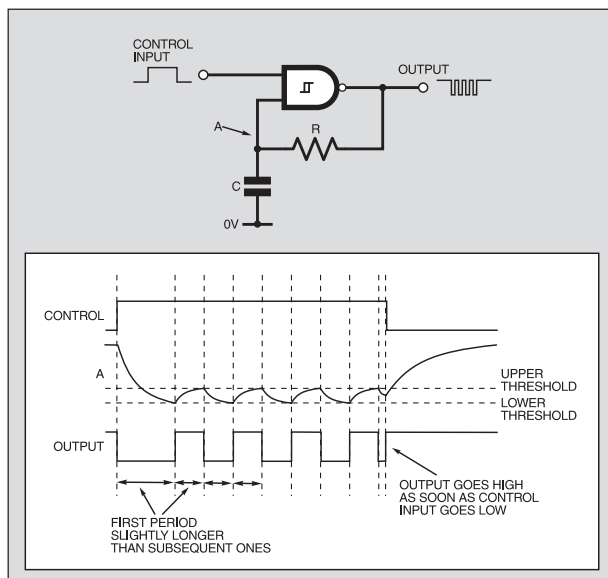 CONTROL
INPUT
OUTPUT
A
R
C
0V
CONTROL
A
UPPER
THRESHOLD
LOWER
THRESHOLD
OUTPUT
OUTPUT GOES HIGH
AS SOON AS CONTROL
INPUT GOES LOW
FIRST PERIOD
SLIGHTLY LONGER
THAN SUBSEQUENT ONES